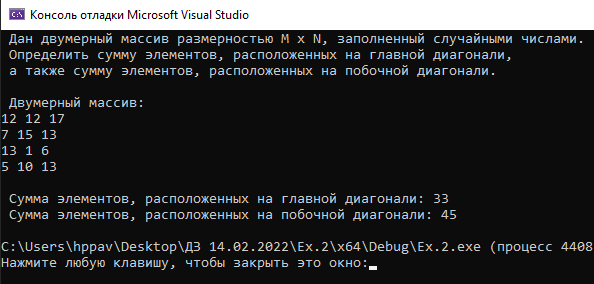 Консоль отладки Microsoft Visual Studio
Дан двумерный массив размерностью M x N, заполненный случайными числами.
Определить сумму элементов, расположенных на главной диагонали,
а также сумму элементов, расположенных на побочной диагонали.
Двумерный массив:
12 12 17
7 15 13
13 1 6
5 10 13
Сумма элементов, расположенных на главной диагонали: 33
Сумма элементов, расположенных на побочной диагонали: 45
C:\Users\hppav\Desktop\ДЗ 14.02.2022\Ex.2\x64\Debug\Ex.2.exe (процесс 4408
Нажмите любую клавишу, чтобы закрыть это окно: